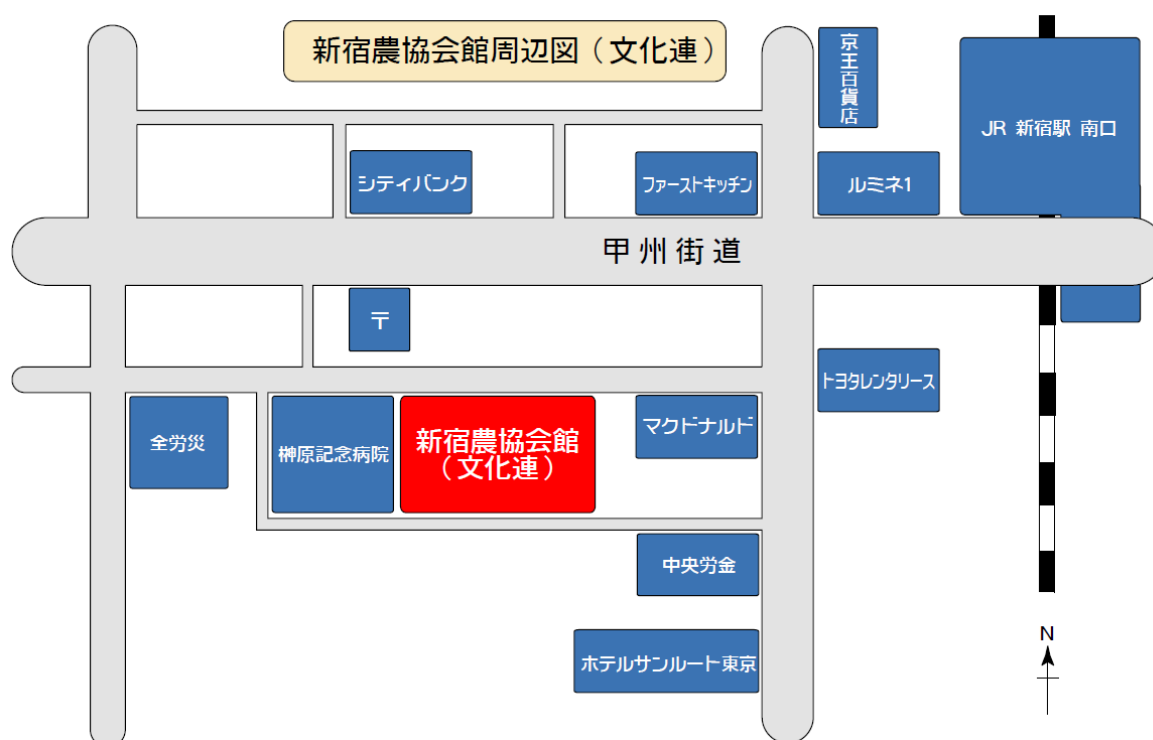 新宿農協会館周辺図（文化連）
京王百貨店
JR 新宿駅 南口
シティバンク
ファーストキッチン
ルミネ1
甲州街道
〒
トヨタレンタリース
全労災
榊原記念病院
新宿農協会館
（文化連）
マクドナルド
中央労金
ホテルサンルート東京
N